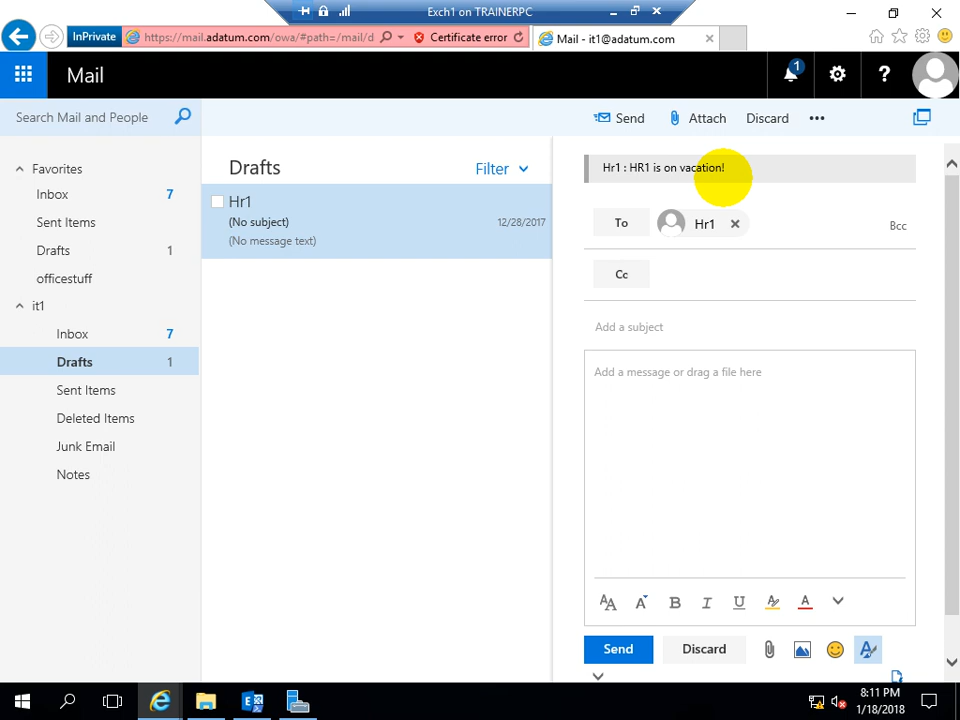 Exch1 on TRAINERPC
InPrivate
https://mail.adatum.com/owa/#path=/mail/d
Certificate error
Mail - it1@adatum.com
Mail
1
?
Search Mail and People
Send
Attach
Discard
Favorites
Inbox 7
Sent Items
Drafts 1
officestuff
it1
Inbox 7
Drafts 1
Sent Items
Deleted Items
Junk Email
Notes
Drafts
Filter
Hr1
(No subject) 12/28/2017
(No message text)
Hr1 : HR1 is on vacation!
To Hr1 Bcc
Cc
Add a subject
Add a message or drag a file here
B I U A
Send Discard
8:11 PM
1/18/2018